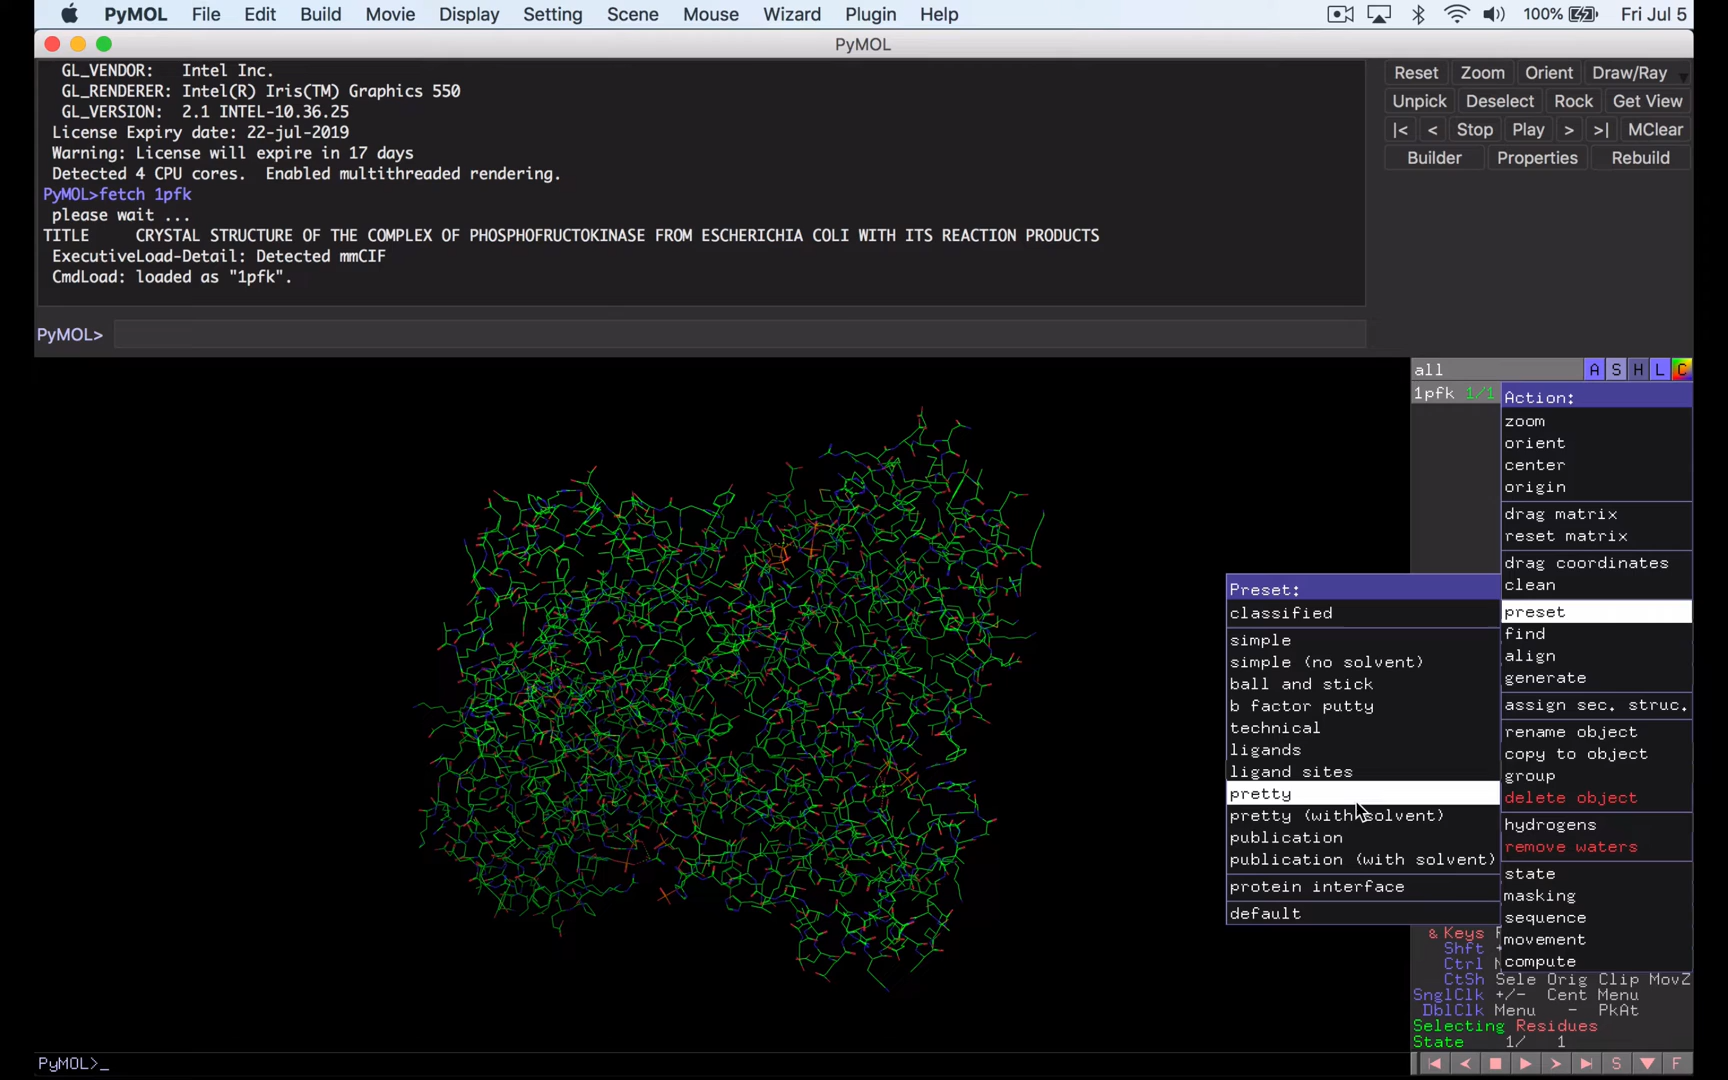 PyMOL File Edit Build Movie Display Setting Scene Mouse Wizard Plugin Help 100% Fri Jul 5
PyMOL
GL_VENDOR: Intel Inc.
GL_RENDERER: Intel(R) Iris(TM) Graphics 550
GL_VERSION: 2.1 INTEL-10.36.25
License Expiry date: 22-jul-2019
Warning: License will expire in 17 days
Detected 4 CPU cores. Enabled multithreaded rendering.
PyMOL>fetch 1pfk
please wait ...
TITLE CRYSTAL STRUCTURE OF THE COMPLEX OF PHOSPHOFRUCTOKINASE FROM ESCHERICHIA COLI WITH ITS REACTION PRODUCTS
ExecutiveLoad-Detail: Detected mmCIF
CmdLoad: loaded as "1pfk".
PyMOL>
Reset Zoom Orient Draw/Ray
Unpick Deselect Rock Get View
|< < Stop Play > >| MClear
Builder Properties Rebuild
all A S H L C
1pfk 1/1
Action:
zoom
orient
center
origin
drag matrix
reset matrix
drag coordinates
clean
preset
find
align
generate
assign sec. struc.
rename object
copy to object
group
delete object
hydrogens
remove waters
state
masking
sequence
movement
compute
Preset:
classified
simple
simple (no solvent)
ball and stick
b factor putty
technical
ligands
ligand sites
pretty
pretty (with solvent)
publication
publication (with solvent)
protein interface
default
& Keys
Shft
Ctrl
CtSh Sele Orig Clip MovZ
SnglClk +/- Cent Menu
DblClk Menu - PkAt
Selecting Residues
State 1/ 1
PyMOL>_
S F